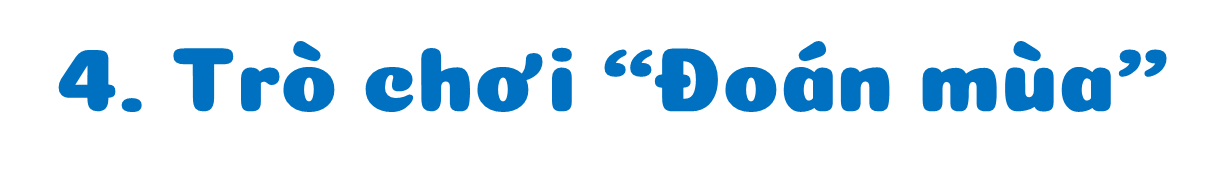 4. Trò chơi “Đoán mùa”